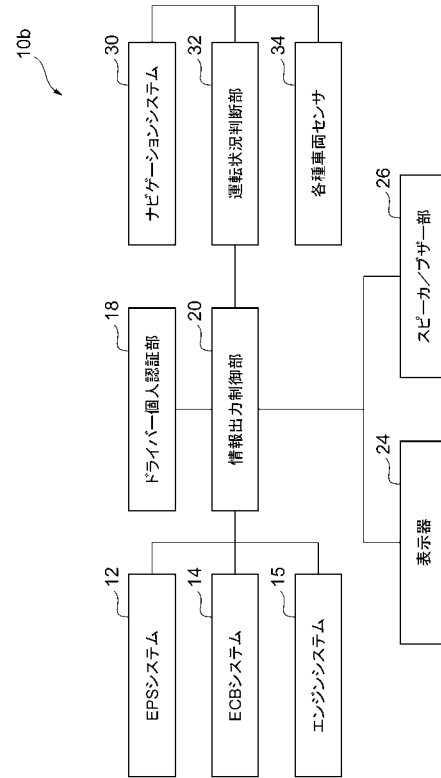 10b
12
EPSシステム
14
ECBシステム
15
エンジンシステム
18
ドライバー個人認証部
20
情報出力制御部
30
ナビゲーションシステム
32
運転状況判断部
34
各種車両センサ
24
表示器
26
スピーカ／ブザー部